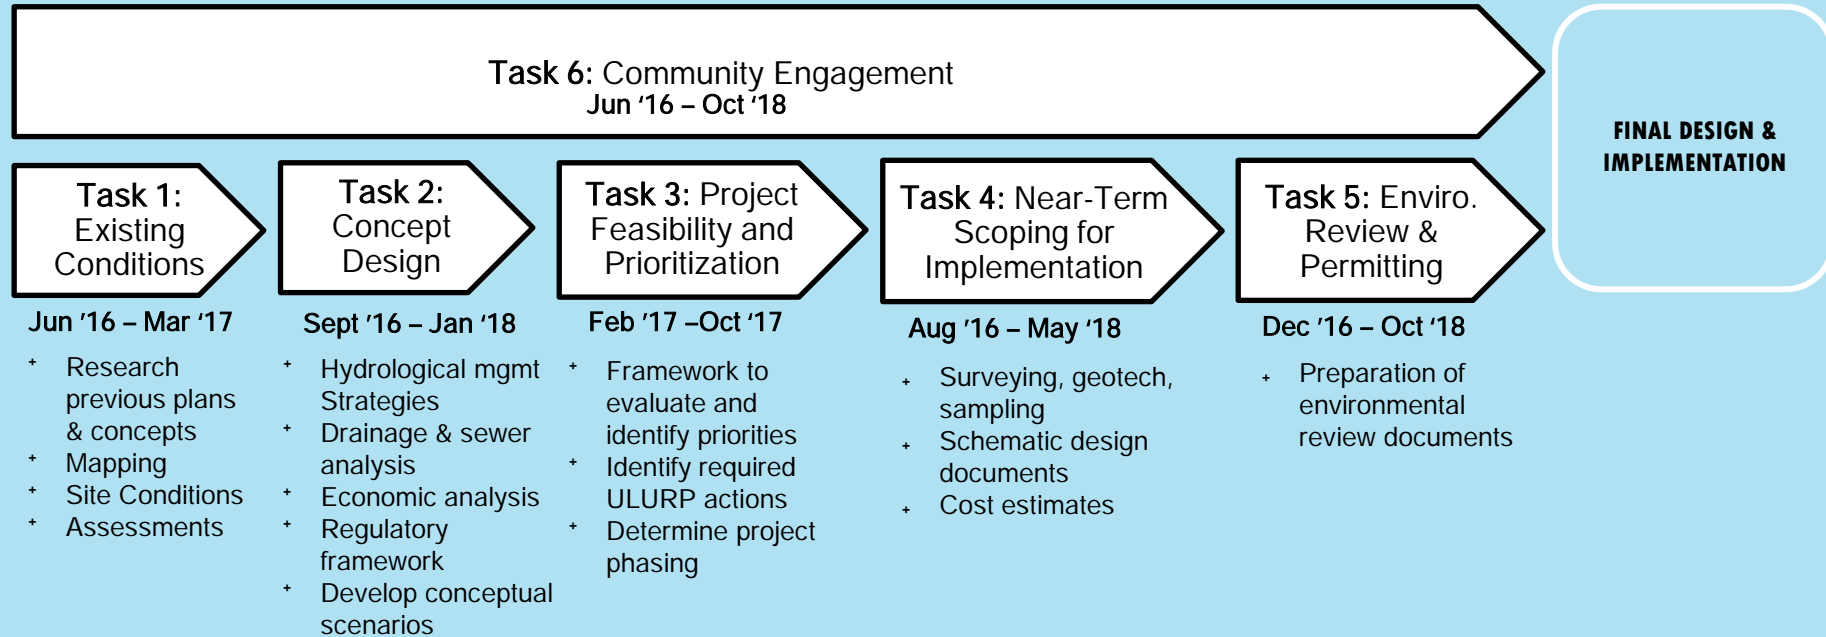 Task 6: Community Engagement
Jun '16 – Oct '18
FINAL DESIGN &
IMPLEMENTATION
Task 1:
Existing
Conditions
Jun '16 – Mar '17
+ Research
previous plans
& concepts
+ Mapping
+ Site Conditions
+ Assessments
Task 2:
Concept
Design
Sept '16 – Jan '18
+ Hydrological mgmt
Strategies
+ Drainage & sewer
analysis
+ Economic analysis
+ Regulatory
framework
+ Develop conceptual
scenarios
Task 3: Project
Feasibility and
Prioritization
Feb '17 –Oct '17
+ Framework to
evaluate and
identify priorities
+ Identify required
ULURP actions
+ Determine project
phasing
Task 4: Near-Term
Scoping for
Implementation
Aug '16 – May '18
+ Surveying, geotech,
sampling
+ Schematic design
documents
+ Cost estimates
Task 5: Enviro.
Review &
Permitting
Dec '16 – Oct '18
+ Preparation of
environmental
review documents